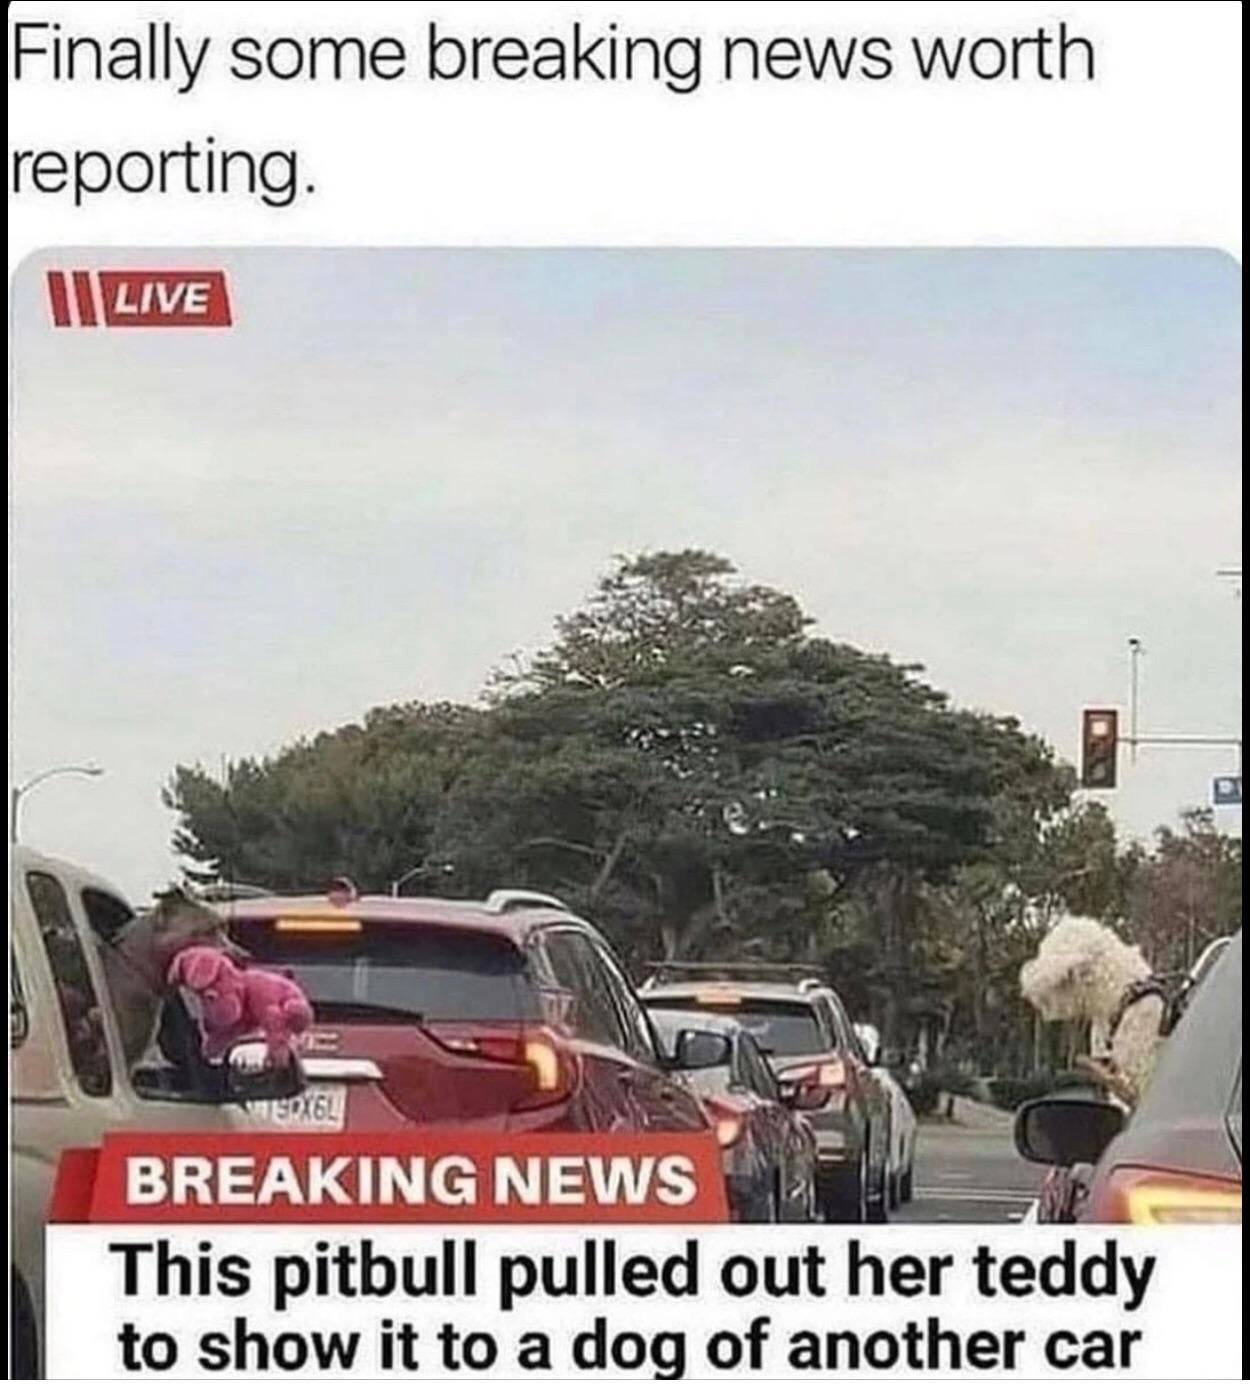 Finally some breaking news worth
reporting.
LIVE
BREAKING NEWS
This pitbull pulled out her teddy
to show it to a dog of another car